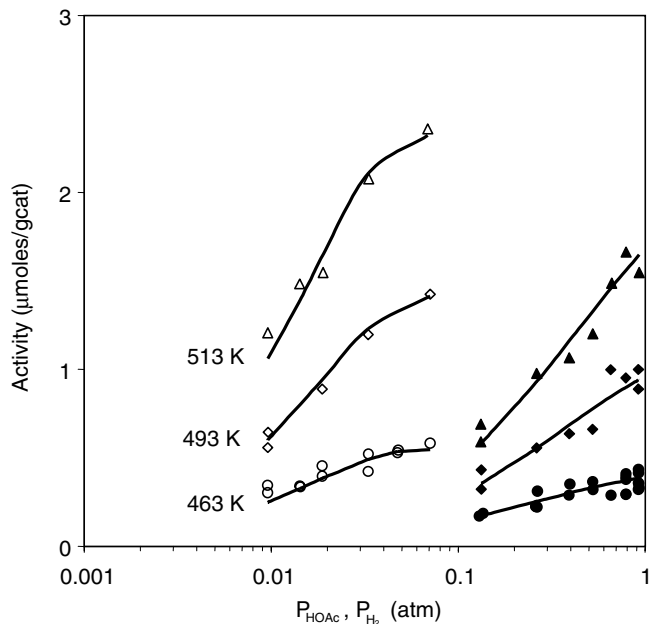 3
2
1
0
Activity (μmoles/gcat)
513 K
493 K
463 K
0.001 0.01 0.1 1
P_HOAc, P_H₂ (atm)